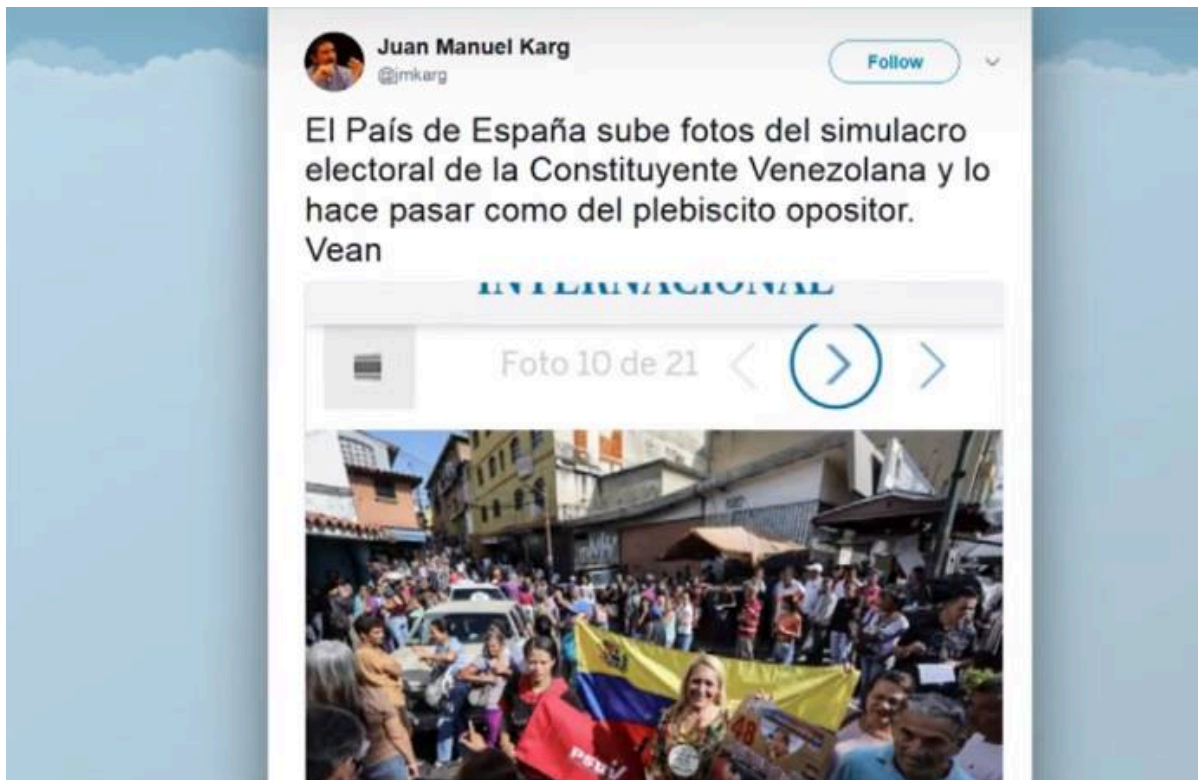 Juan Manuel Karg
@jmkarg
Follow
El País de España sube fotos del simulacro
electoral de la Constituyente Venezolana y lo
hace pasar como del plebiscito opositor.
Vean
INTERNACIONAL
Foto 10 de 21
PSUV